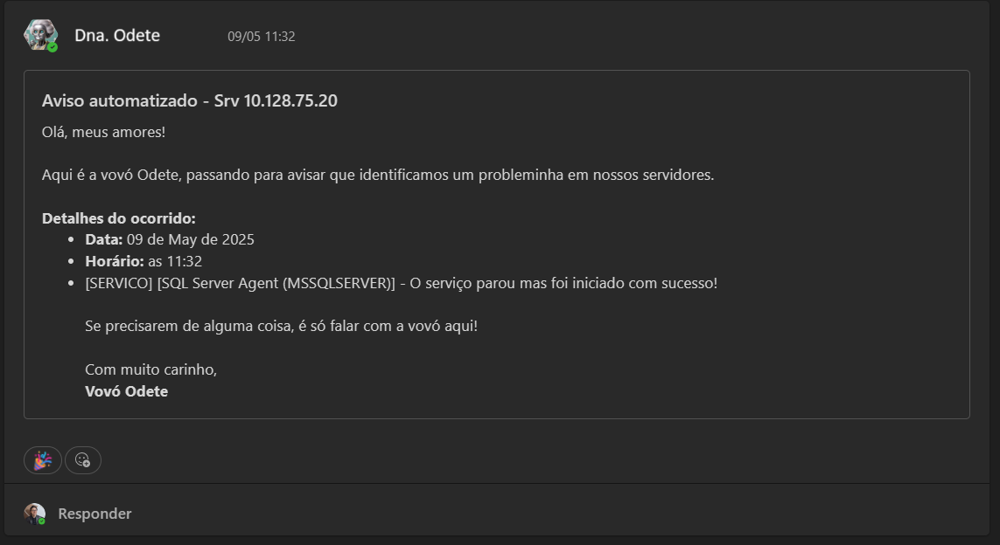 Dna. Odete 09/05 11:32
Aviso automatizado - Srv 10.128.75.20
Olá, meus amores!
Aqui é a vovó Odete, passando para avisar que identificamos um probleminha em nossos servidores.
Detalhes do ocorrido:
• Data: 09 de May de 2025
• Horário: as 11:32
• [SERVICO] [SQL Server Agent (MSSQLSERVER)] - O serviço parou mas foi iniciado com sucesso!
Se precisarem de alguma coisa, é só falar com a vovó aqui!
Com muito carinho,
Vovó Odete
Responder